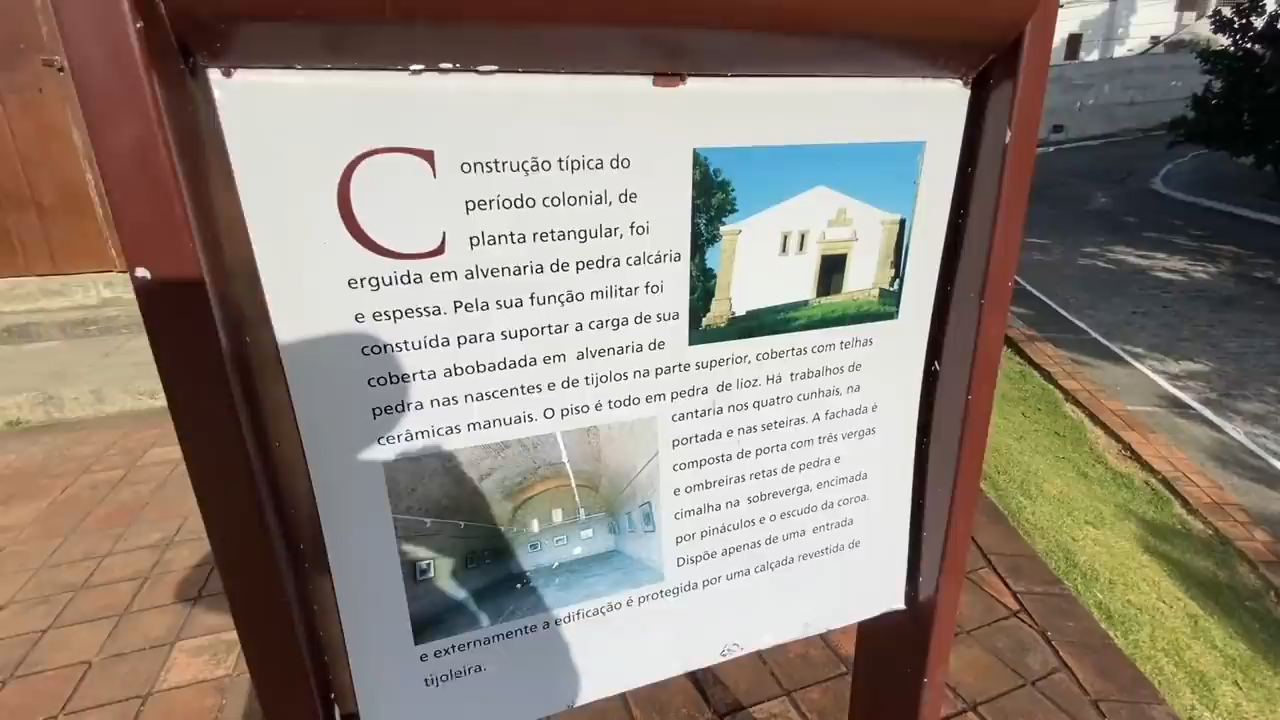 Construção típica do
período colonial, de
planta retangular, foi
erguida em alvenaria de pedra calcária
e espessa. Pela sua função militar foi
constuída para suportar a carga de sua
coberta abobadada em alvenaria de
pedra nas nascentes e de tijolos na parte superior, cobertas com telhas
cerâmicas manuais. O piso é todo em pedra de lioz. Há trabalhos de
cantaria nos quatro cunhais, na
portada e nas seteiras. A fachada é
composta de porta com três vergas
e ombreiras retas de pedra e
cimalha na sobreverga, encimada
por pináculos e o escudo da coroa.
Dispõe apenas de uma entrada
e externamente a edificação é protegida por uma calçada revestida de
tijoleira.